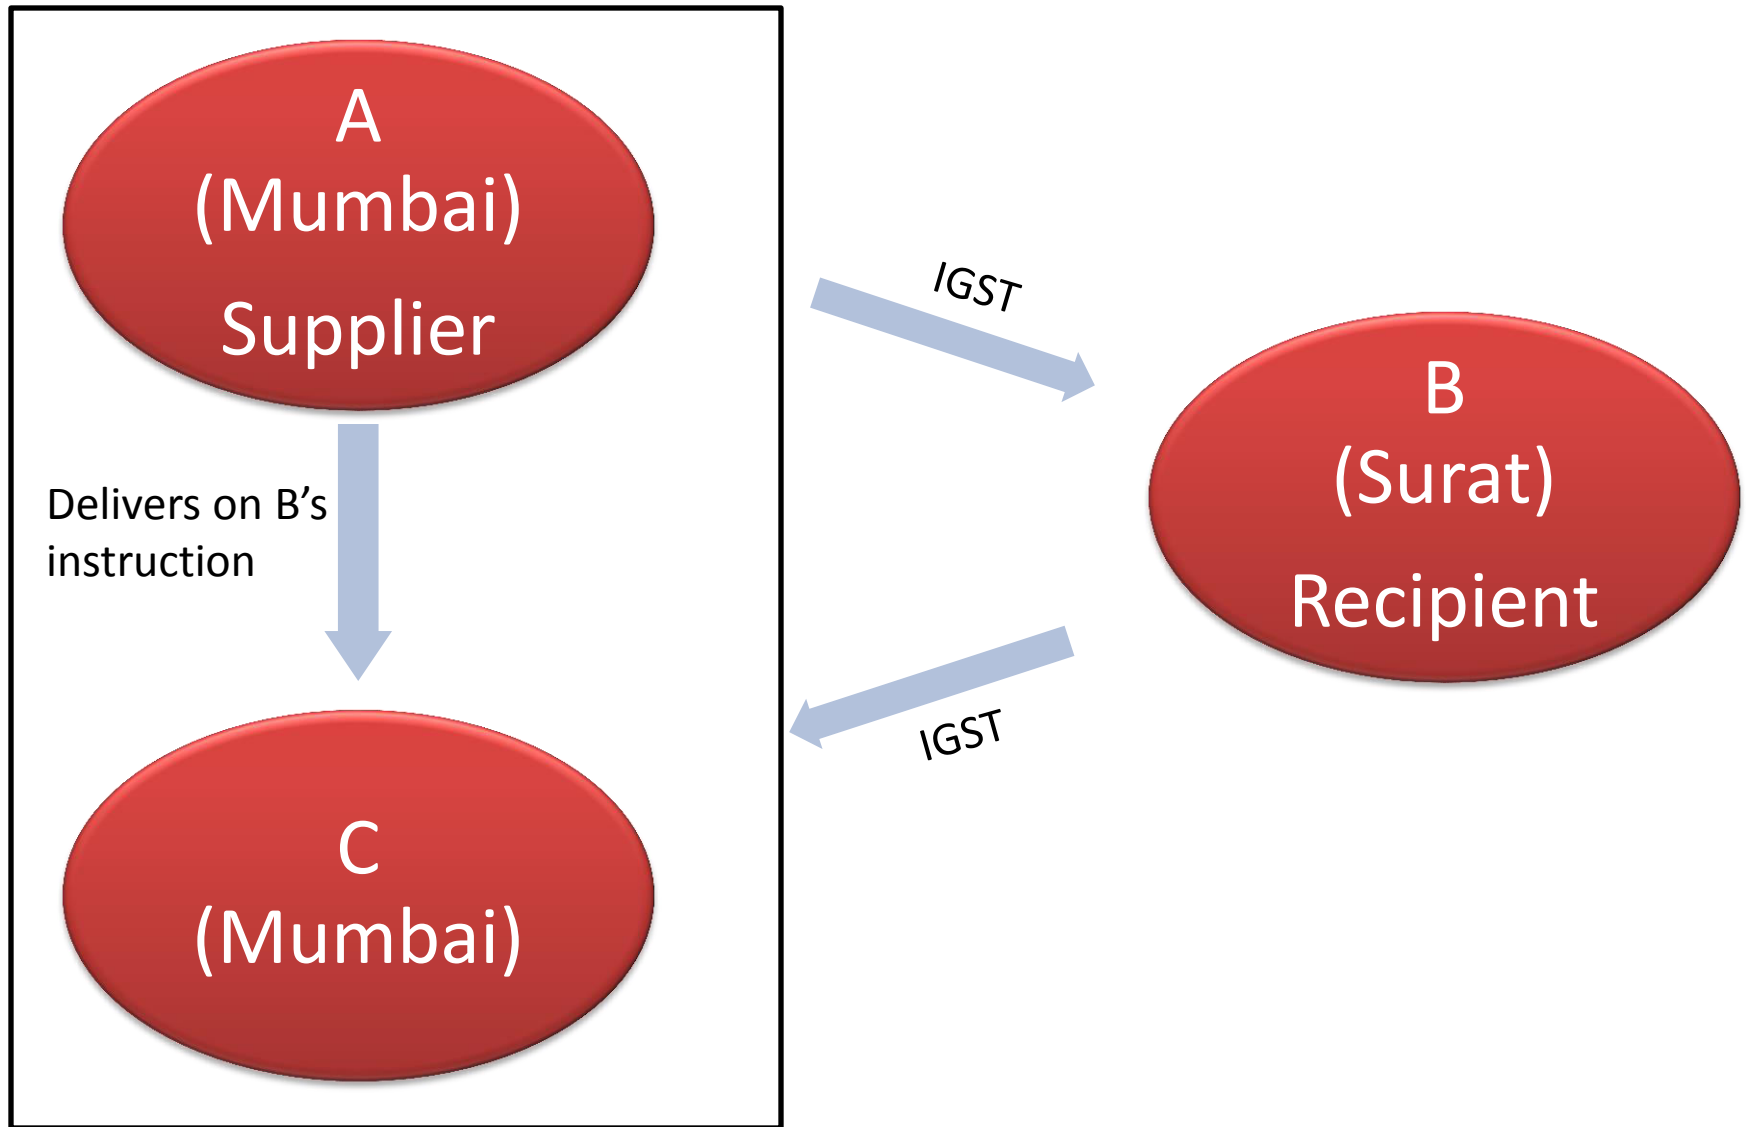 A
(Mumbai)
Supplier
IGST
B
(Surat)
Recipient
Delivers on B’s
instruction
IGST
C
(Mumbai)